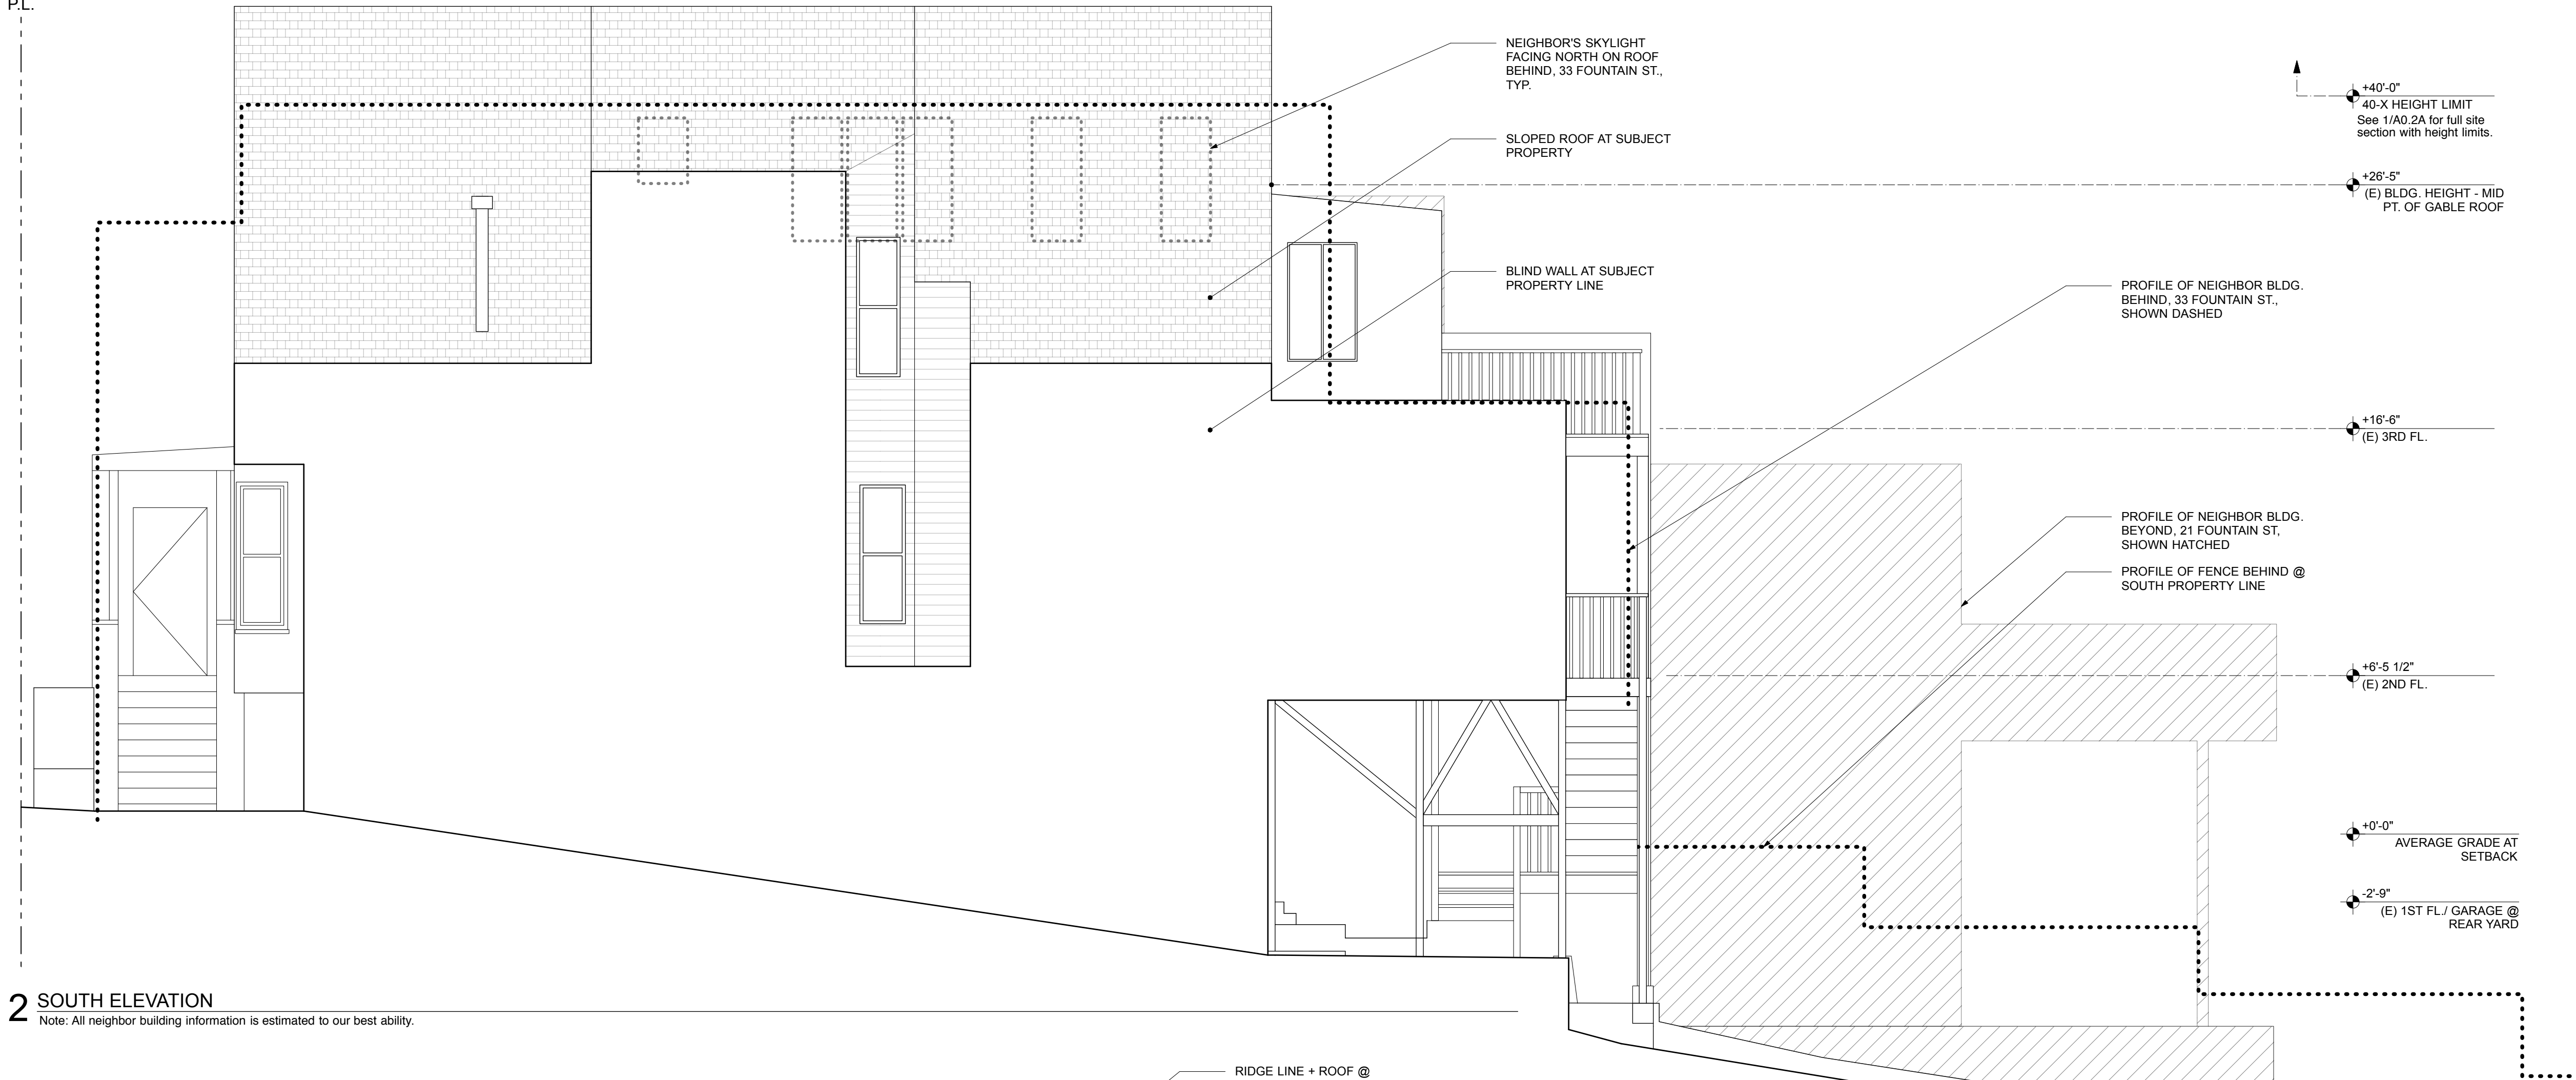 P.L.
NEIGHBOR'S SKYLIGHT
FACING NORTH ON ROOF
BEHIND, 33 FOUNTAIN ST.,
TYP.
SLOPED ROOF AT SUBJECT
PROPERTY
BLIND WALL AT SUBJECT
PROPERTY LINE
PROFILE OF NEIGHBOR BLDG.
BEHIND, 33 FOUNTAIN ST.,
SHOWN DASHED
PROFILE OF NEIGHBOR BLDG.
BEYOND, 21 FOUNTAIN ST,
SHOWN HATCHED
PROFILE OF FENCE BEHIND @
SOUTH PROPERTY LINE
+40'-0"
40-X HEIGHT LIMIT
See 1/A0.2A for full site
section with height limits.
+26'-5"
(E) BLDG. HEIGHT - MID
PT. OF GABLE ROOF
+16'-6"
(E) 3RD FL.
+6'-5 1/2"
(E) 2ND FL.
+0'-0"
AVERAGE GRADE AT
SETBACK
-2'-9"
(E) 1ST FL./ GARAGE @
REAR YARD
2 SOUTH ELEVATION
Note: All neighbor building information is estimated to our best ability.
RIDGE LINE + ROOF @